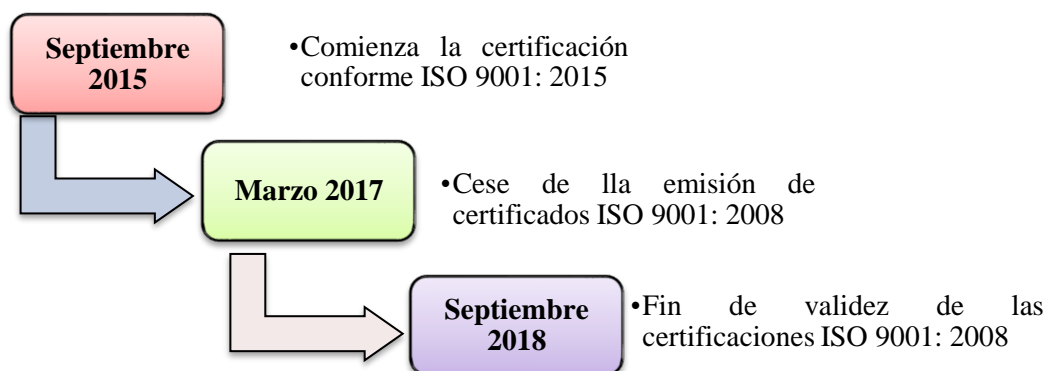 Septiembre
2015
•Comienza la certificación
conforme ISO 9001: 2015
Marzo 2017
•Cese de lla emisión de
certificados ISO 9001: 2008
Septiembre
2018
•Fin de validez de las
certificaciones ISO 9001: 2008